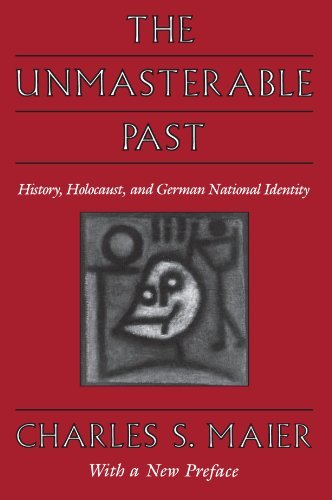 THE
UNMASTERABLE
PAST
History, Holocaust, and German National Identity
CHARLES S. MAIER
With a New Preface